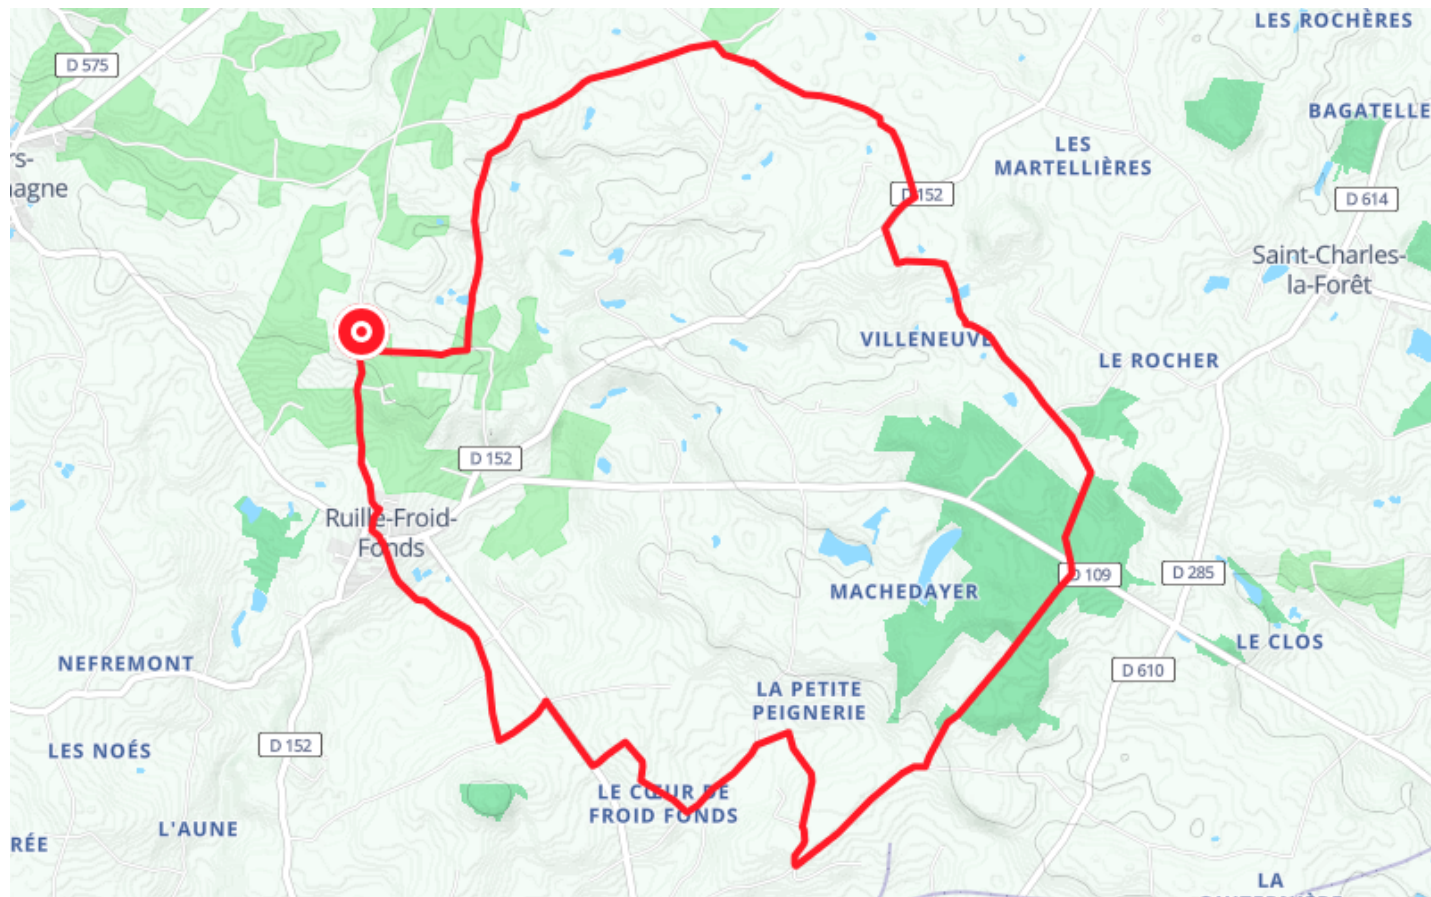 LES ROCHÈRES
D 575
BAGATELLE
LES
MARTELLIÈRES
rs-
agne
D 152
D 614
Saint-Charles-
la-Forêt
VILLENEUVE
LE ROCHER
D 152
Ruillé-Froid-
Fonds
D 109
D 285
MACHEDAYER
LE CLOS
NEFREMONT
D 610
LA PETITE
PEIGNERIE
D 152
LES NOÉS
LE CŒUR DE
FROID FONDS
L'AUNE
RÉE
LA